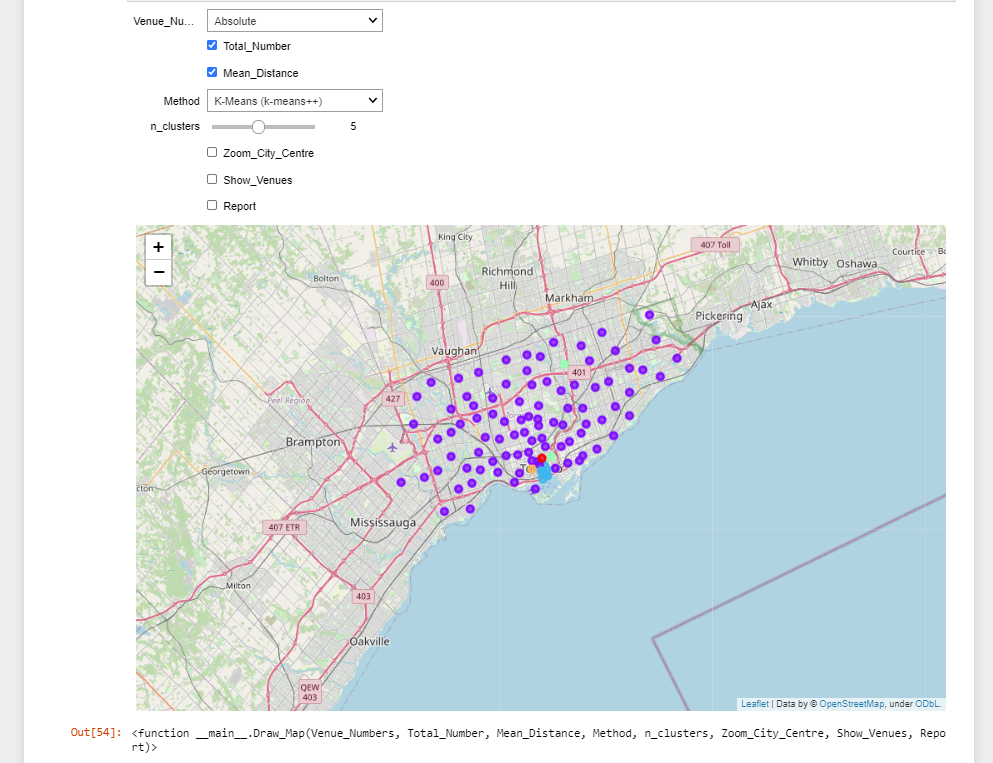 Venue_Nu...
Absolute
Total_Number
Mean_Distance
Method
K-Means (k-means++)
n_clusters
5
Zoom_City_Centre
Show_Venues
Report
+
−
King City
407 Toll
Courtice
Whitby
Oshawa
Richmond
Hill
Bolton
400
Markham
Ajax
Pickering
Vaughan
401
427
Peel Region
Brampton
Georgetown
cton
Mississauga
407 ETR
Milton
403
Oakville
QEW
403
Leaflet | Data by © OpenStreetMap, under ODbL.
Out[54]: <function __main__.Draw_Map(Venue_Numbers, Total_Number, Mean_Distance, Method, n_clusters, Zoom_City_Centre, Show_Venues, Repo
rt)>